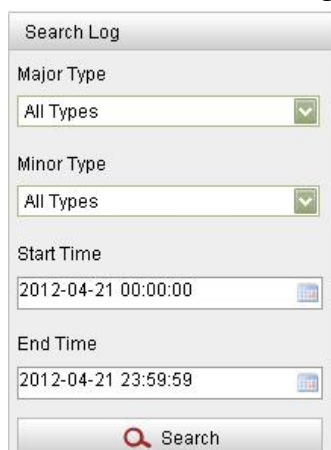 Search Log
Major Type
All Types
Minor Type
All Types
Start Time
2012-04-21 00:00:00
End Time
2012-04-21 23:59:59
Search